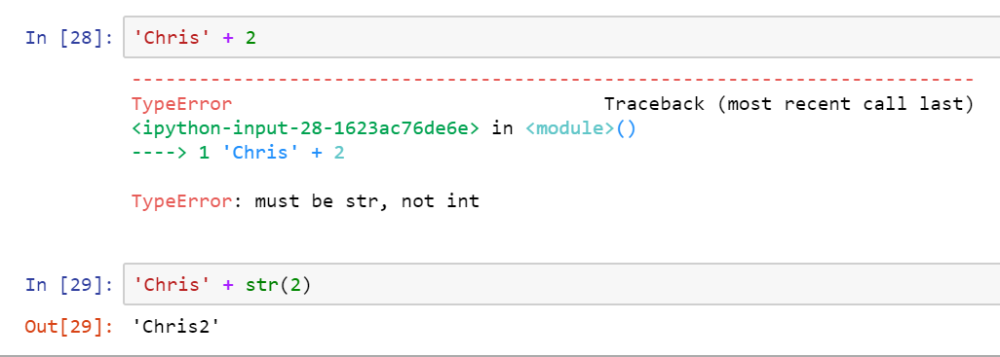 In [28]: 'Chris' + 2
---------------------------------------------------------------------------
TypeError                                 Traceback (most recent call last)
<ipython-input-28-1623ac76de6e> in <module>()
----> 1 'Chris' + 2

TypeError: must be str, not int
In [29]: 'Chris' + str(2)
Out[29]: 'Chris2'